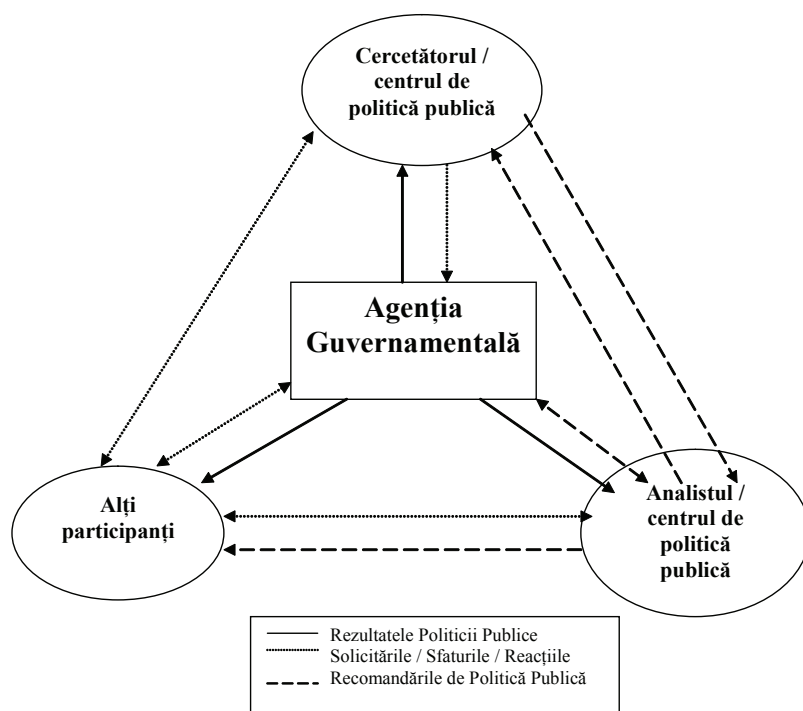 Cercetătorul /
centrul de
politică publică
Agenția
Guvernamentală
Alți
participanți
Analistul /
centrul de
politică
publică
Rezultatele Politicii Publice
Solicitările / Sfaturile / Reacțiile
Recomandările de Politică Publică